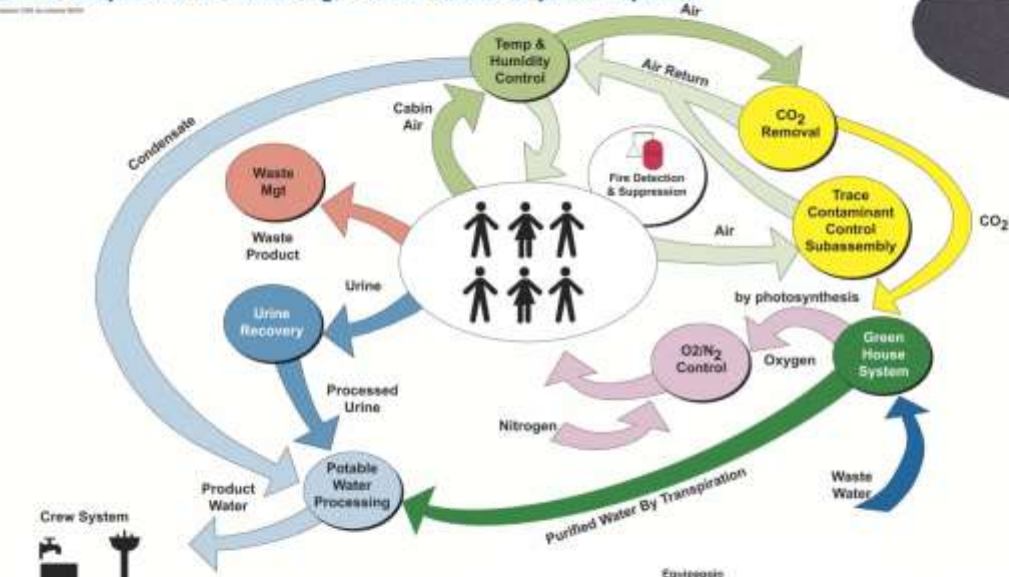 Air
Temp &
Humidity
Control
Air Return
Cabin
Air
CO2
Removal
Condensate
Waste
Mgt
Fire Detection
& Suppression
Trace
Contaminant
Control
Subassembly
CO2
Waste
Product
Air
Urine
by photosynthesis
Urine
Recovery
O2/N2
Control
Oxygen
Green
House
System
Processed
Urine
Nitrogen
Potable
Water
Processing
Product
Water
Purified Water By Transpiration
Waste
Water
Crew System